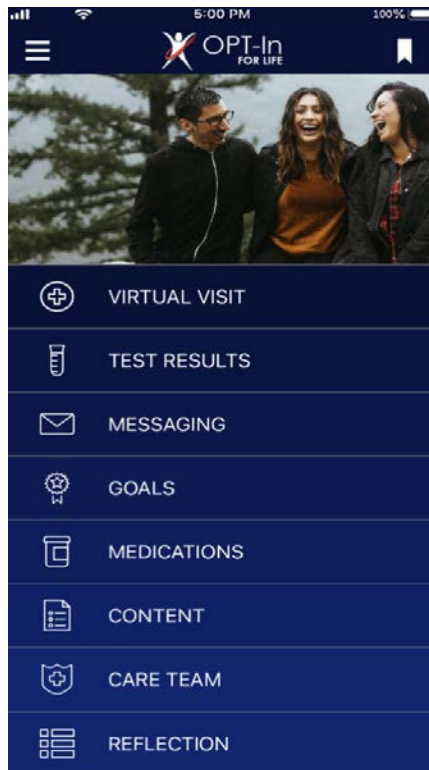 5:00 PM
100%
OPT-In
FOR LIFE
VIRTUAL VISIT
TEST RESULTS
MESSAGING
GOALS
MEDICATIONS
CONTENT
CARE TEAM
REFLECTION